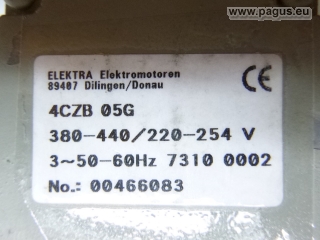 www.pagus.eu
ELEKTRA Elektromotoren
89407 Dilingen/Donau
CE
4CZB 05G
380-440/220-254 V
3~50-60Hz 7310 0002
No.: 00466083